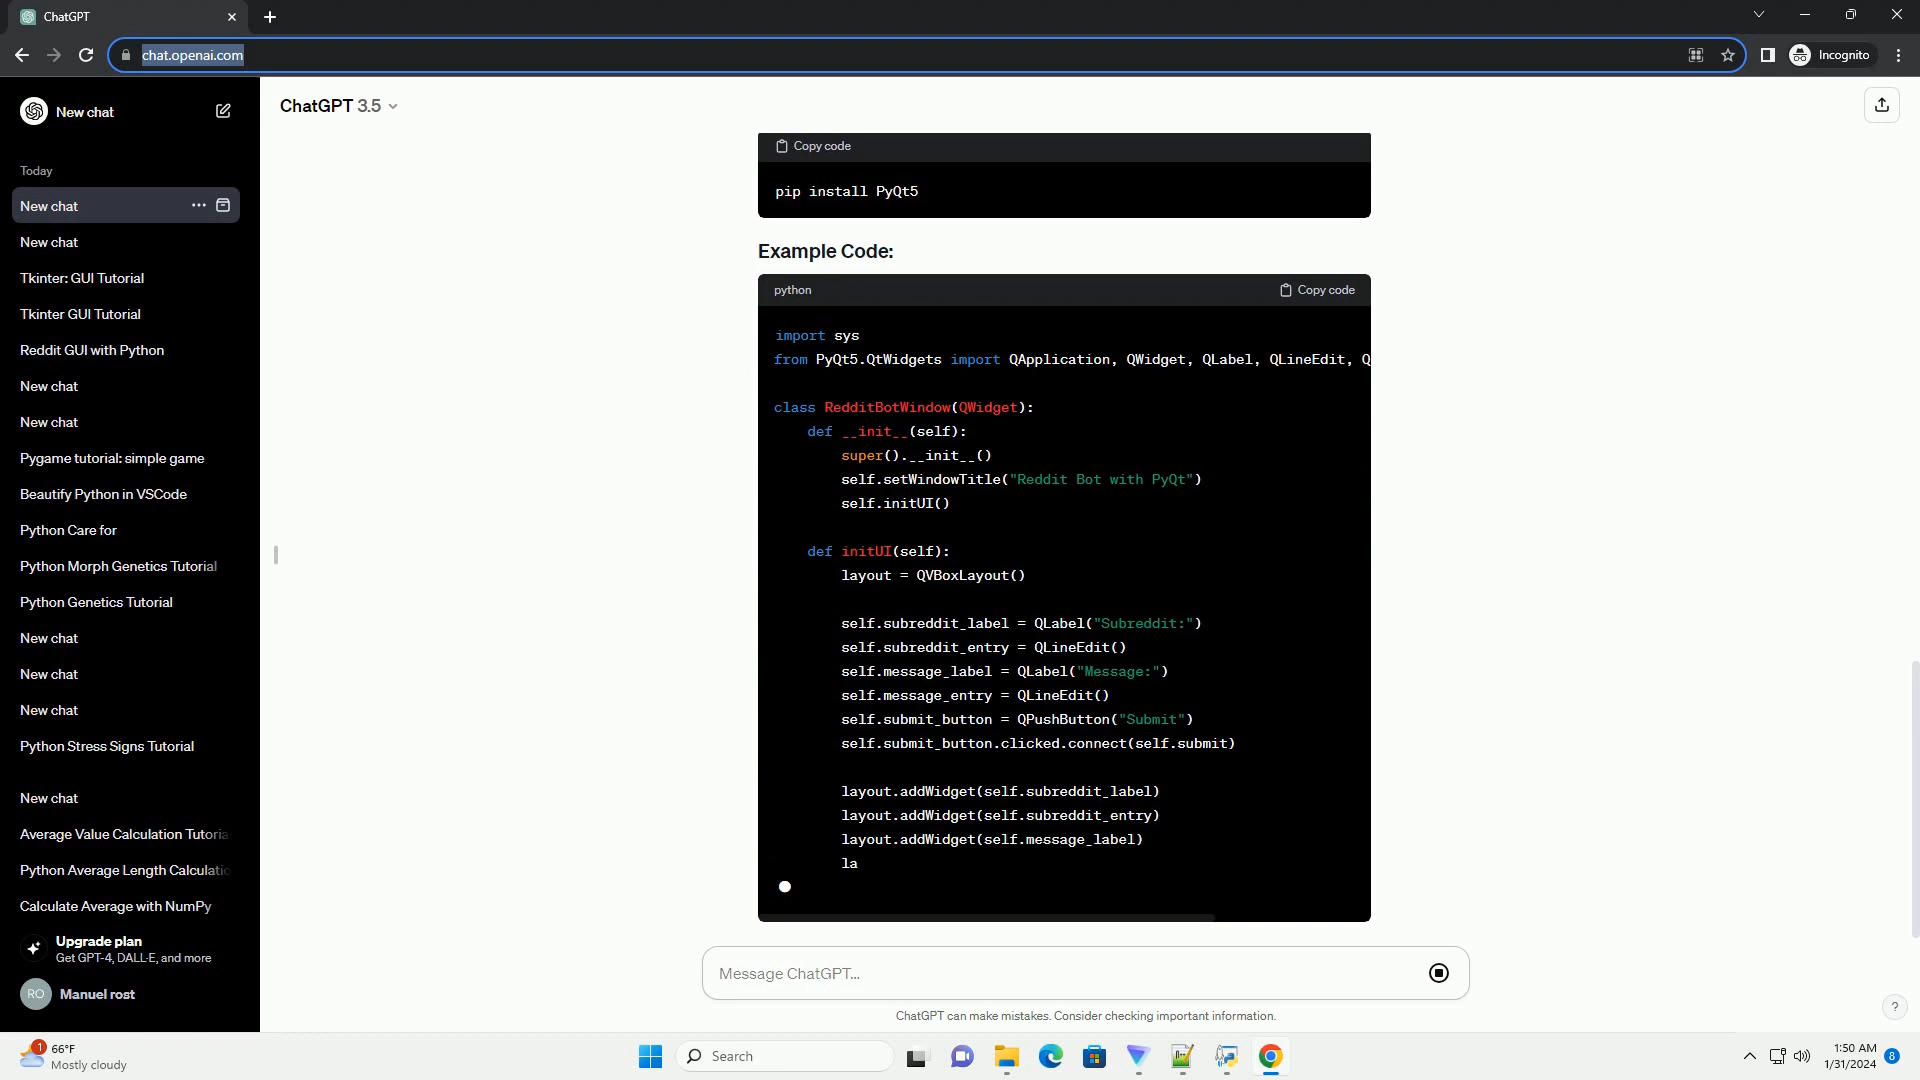 ChatGPT
chat.openai.com
Incognito
New chat
ChatGPT 3.5
Today
New chat
New chat
Tkinter: GUI Tutorial
Tkinter GUI Tutorial
Reddit GUI with Python
New chat
New chat
Pygame tutorial: simple game
Beautify Python in VSCode
Python Care for
Python Morph Genetics Tutorial
Python Genetics Tutorial
New chat
New chat
New chat
Python Stress Signs Tutorial
New chat
Average Value Calculation Tutoria
Python Average Length Calculatio
Calculate Average with NumPy
Upgrade plan
Get GPT-4, DALL·E, and more
RO Manuel rost
Copy code
pip install PyQt5
Example Code:
python Copy code
import sys
from PyQt5.QtWidgets import QApplication, QWidget, QLabel, QLineEdit, Q
class RedditBotWindow(QWidget):
def __init__(self):
super().__init__()
self.setWindowTitle("Reddit Bot with PyQt")
self.initUI()
def initUI(self):
layout = QVBoxLayout()
self.subreddit_label = QLabel("Subreddit:")
self.subreddit_entry = QLineEdit()
self.message_label = QLabel("Message:")
self.message_entry = QLineEdit()
self.submit_button = QPushButton("Submit")
self.submit_button.clicked.connect(self.submit)
layout.addWidget(self.subreddit_label)
layout.addWidget(self.subreddit_entry)
layout.addWidget(self.message_label)
la
Message ChatGPT...
ChatGPT can make mistakes. Consider checking important information.
?
1
66°F
Mostly cloudy
Search
1:50 AM
1/31/2024
8